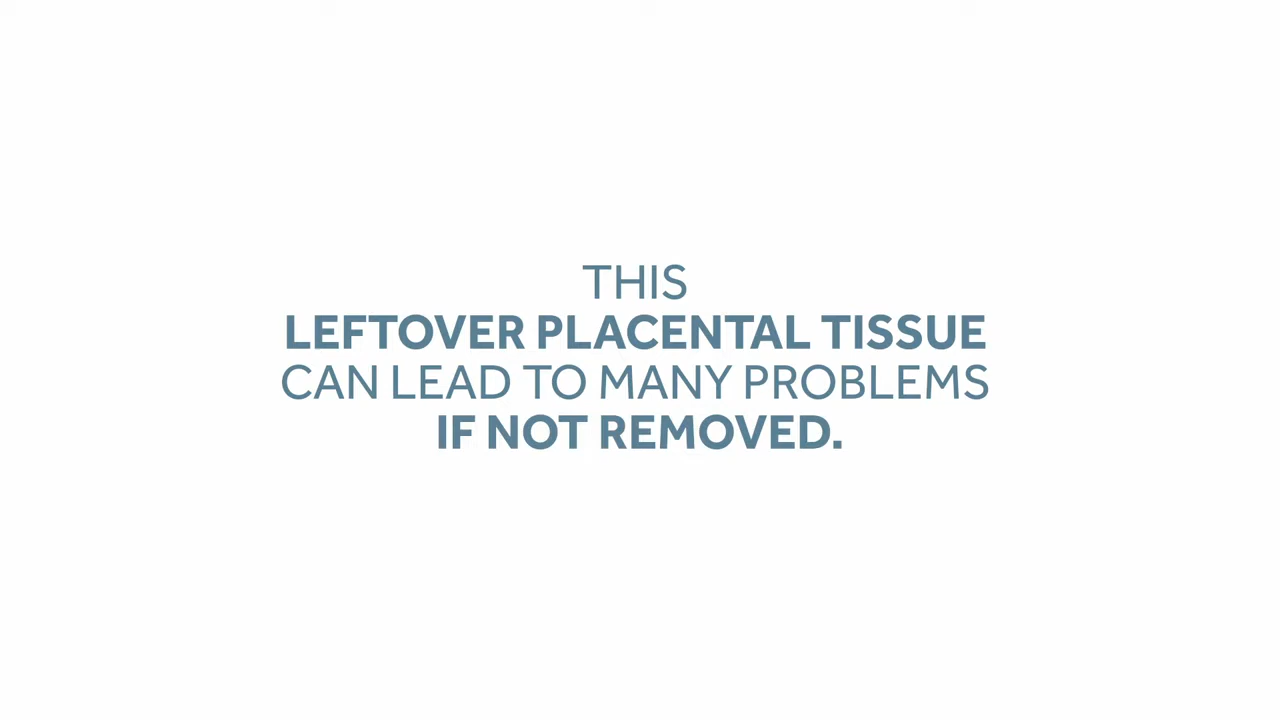 THIS
LEFTOVER PLACENTAL TISSUE
CAN LEAD TO MANY PROBLEMS
IF NOT REMOVED.